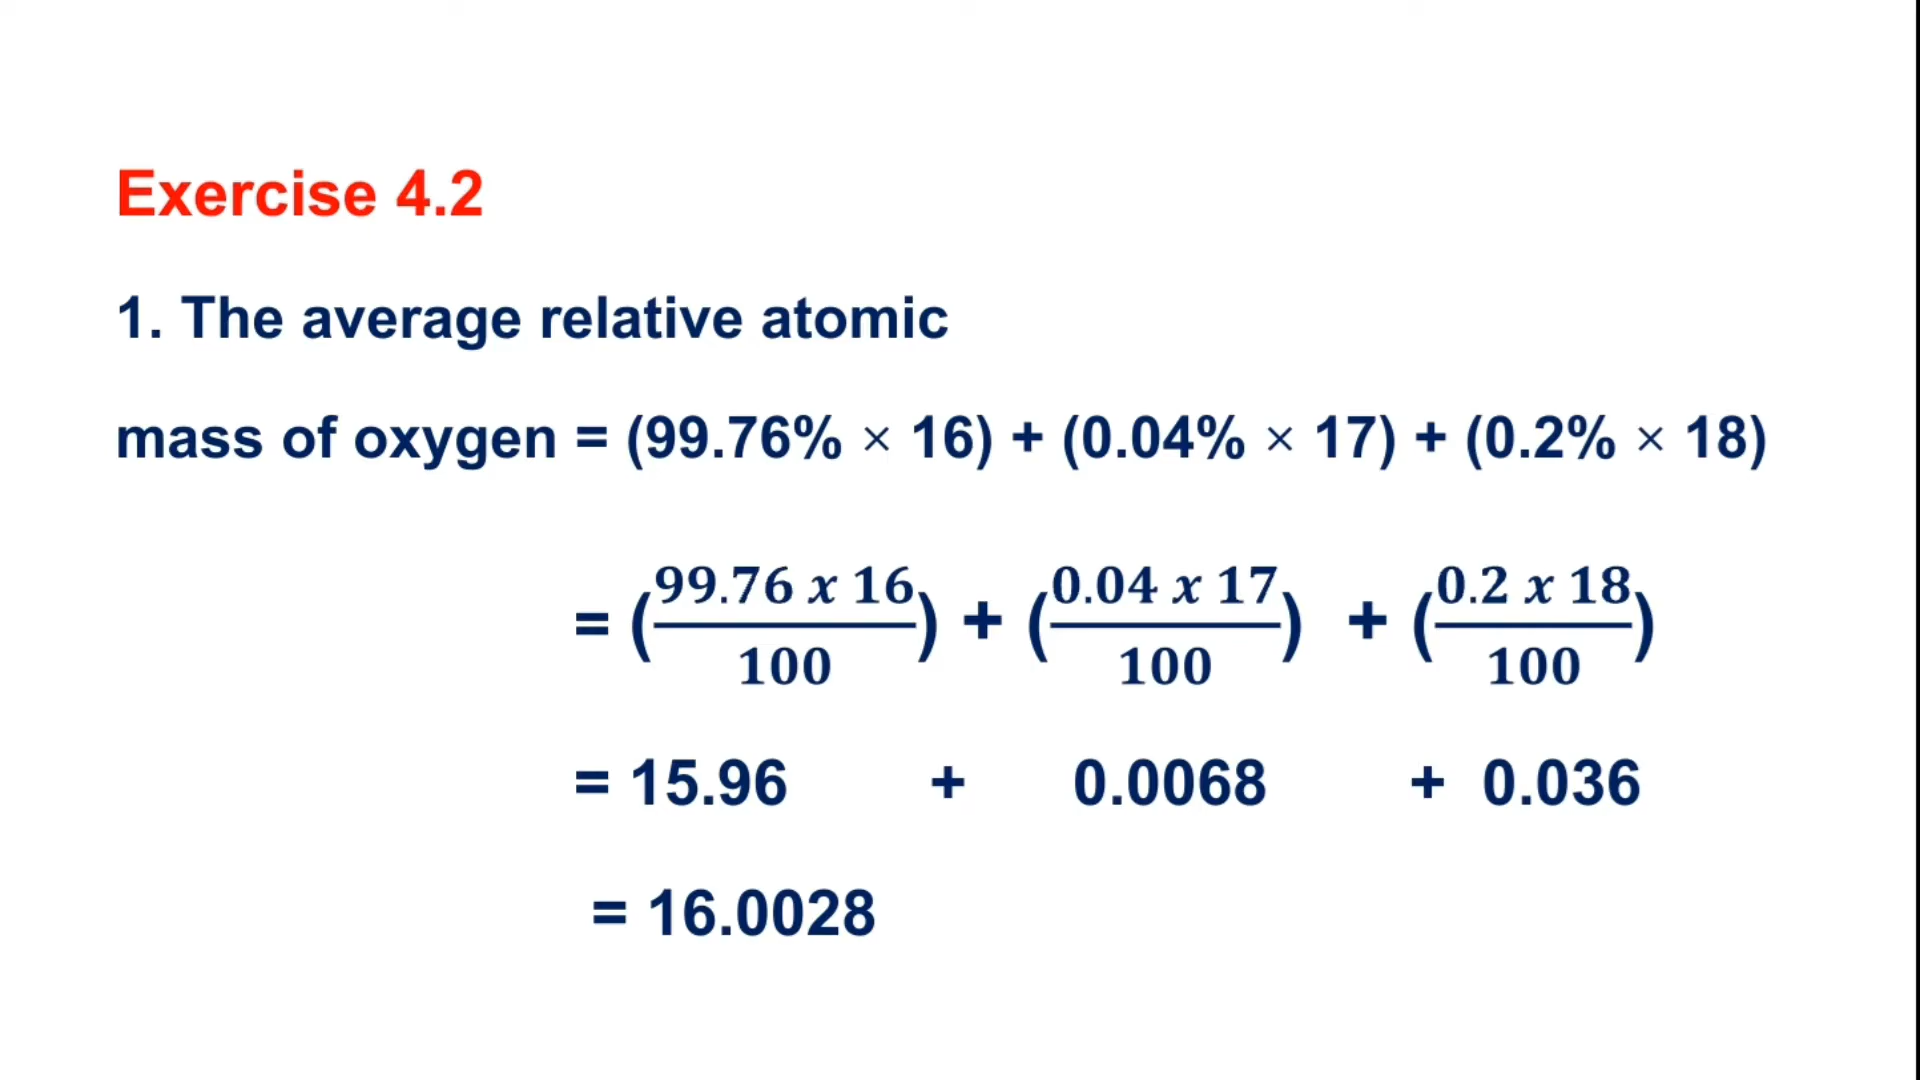 Exercise 4.2
1. The average relative atomic
mass of oxygen = (99.76% × 16) + (0.04% × 17) + (0.2% × 18)
= (99.76 x 16/100) + (0.04 x 17/100) + (0.2 x 18/100)
= 15.96 + 0.0068 + 0.036
= 16.0028